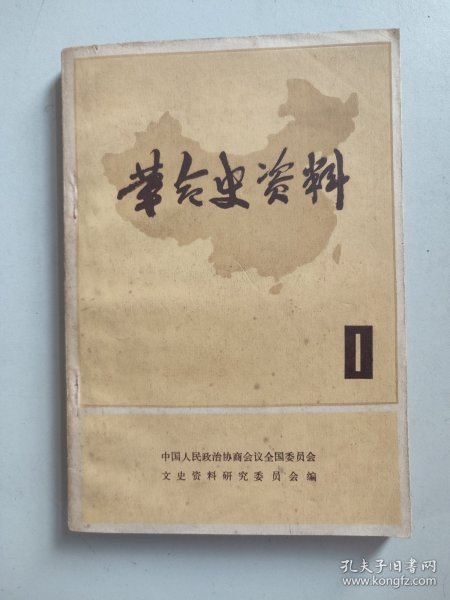 革命史资料
1
中国人民政治协商会议全国委员会
文史资料研究委员会编
孔夫子旧书网
www.kongfz.com